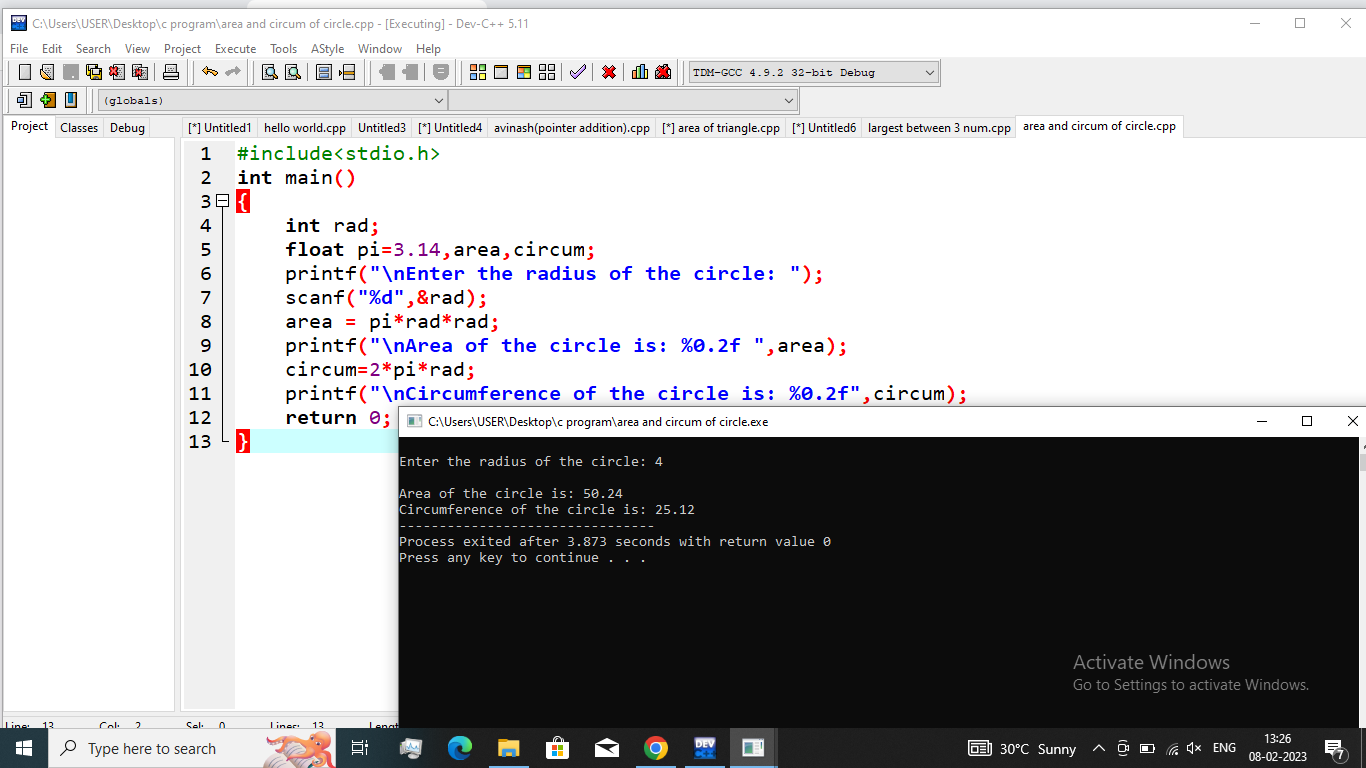 C:\Users\USER\Desktop\c program\area and circum of circle.cpp - [Executing] - Dev-C++ 5.11
File Edit Search View Project Execute Tools AStyle Window Help
TDM-GCC 4.9.2 32-bit Debug
(globals)
Project Classes Debug
[*] Untitled1 hello world.cpp Untitled3 [*] Untitled4 avinash(pointer addition).cpp [*] area of triangle.cpp [*] Untitled6 largest between 3 num.cpp area and circum of circle.cpp
1 #include<stdio.h>
2 int main()
3 {
4 int rad;
5 float pi=3.14,area,circum;
6 printf("\nEnter the radius of the circle: ");
7 scanf("%d",&rad);
8 area = pi*rad*rad;
9 printf("\nArea of the circle is: %0.2f ",area);
10 circum=2*pi*rad;
11 printf("\nCircumference of the circle is: %0.2f",circum);
12 return 0;
13 }
C:\Users\USER\Desktop\c program\area and circum of circle.exe
Enter the radius of the circle: 4
Area of the circle is: 50.24
Circumference of the circle is: 25.12
--------------------------------
Process exited after 3.873 seconds with return value 0
Press any key to continue . . .
Activate Windows
Go to Settings to activate Windows.
Line: 13 Col: 2 Sel: 0 Lines: 13
Type here to search
DEV
30°C Sunny
ENG
13:26
08-02-2023
7